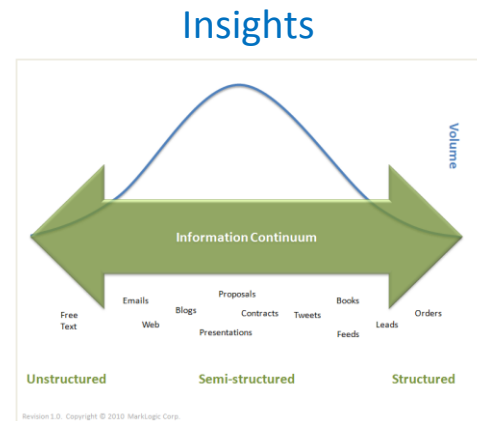 Insights
Volume
Information Continuum
Free
Text
Emails
Web
Blogs
Proposals
Presentations
Contracts
Tweets
Books
Feeds
Leads
Orders
Unstructured
Semi-structured
Structured
Revision 1.0. Copyright © 2010 MarkLogic Corp.